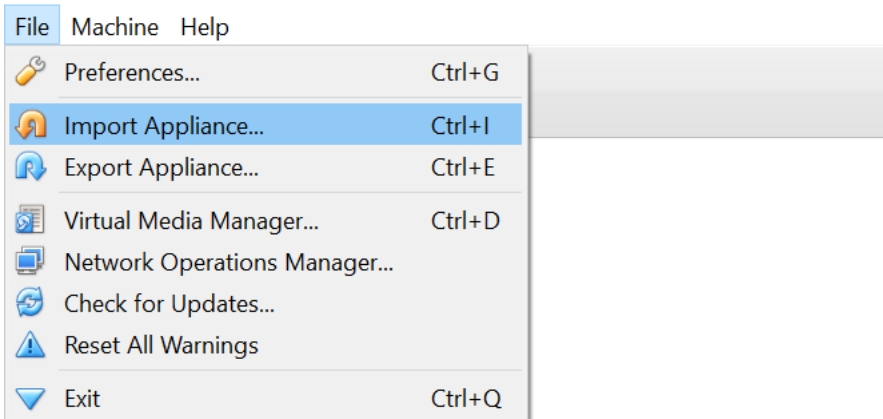 File Machine Help
Preferences... Ctrl+G
Import Appliance... Ctrl+I
Export Appliance... Ctrl+E
Virtual Media Manager... Ctrl+D
Network Operations Manager...
Check for Updates...
Reset All Warnings
Exit Ctrl+Q